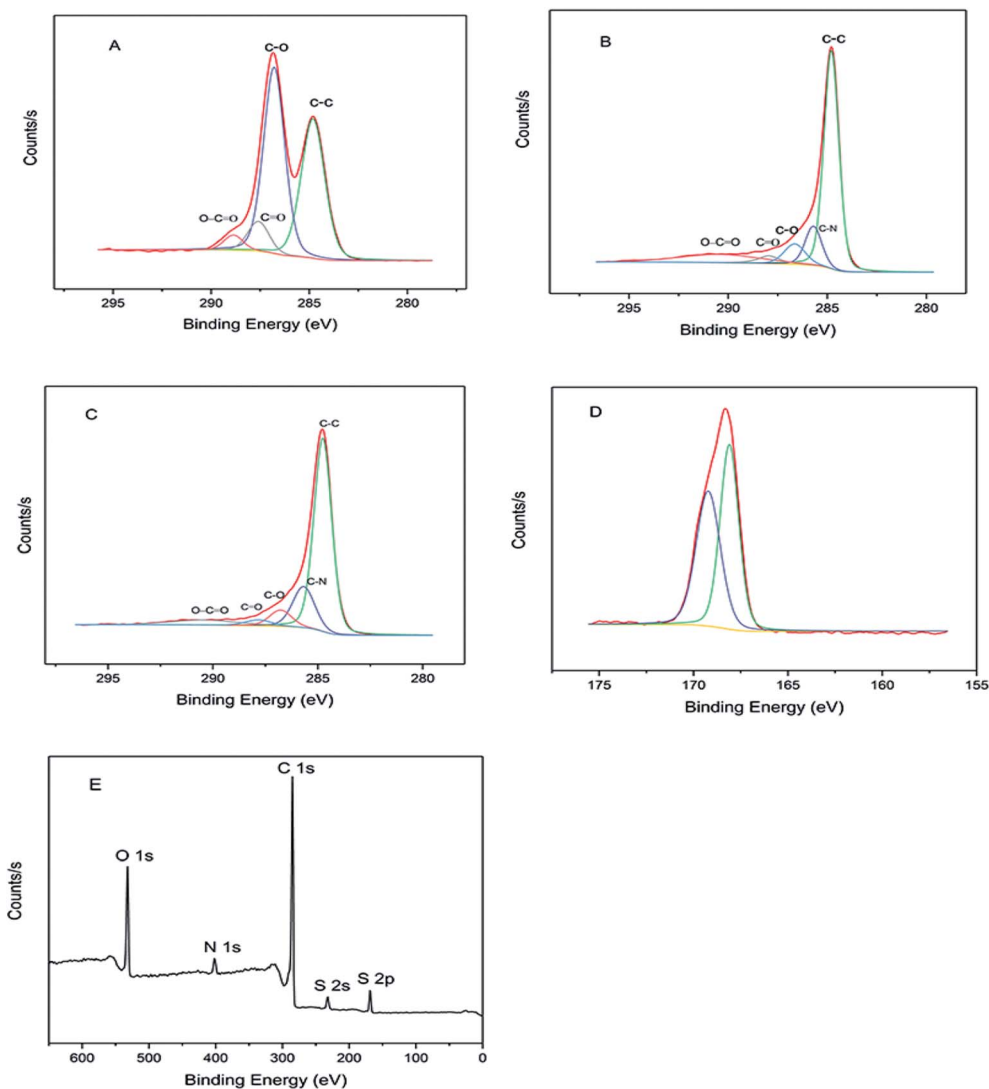 A
C-O
C-C
O-C=O
C=O
Counts/s
295
290
285
280
Binding Energy (eV)
B
C-C
C-N
C-O
C=O
O-C=O
Counts/s
295
290
285
280
Binding Energy (eV)
C
C-C
C-N
C-O
C=O
O-C=O
Counts/s
295
290
285
280
Binding Energy (eV)
D
Counts/s
175
170
165
160
155
Binding Energy (eV)
E
C 1s
O 1s
N 1s
S 2s
S 2p
Counts/s
600
500
400
300
200
100
0
Binding Energy (eV)